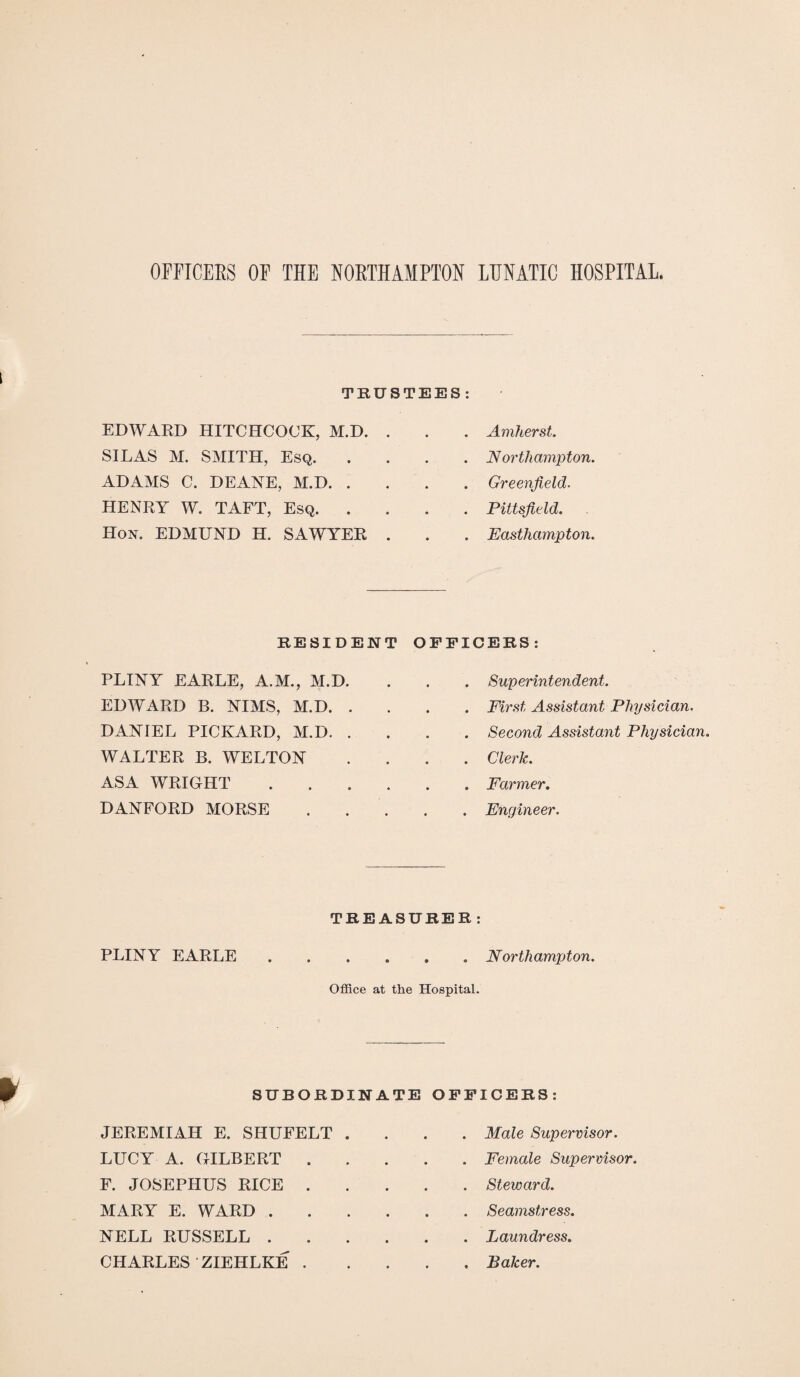 OFFICERS OF THE NORTHAMPTON LUNATIC HOSPITAL.
TRUSTEES:
EDWARD HITCHCOCK, M.D. . . . Amherst.
SILAS M. SMITH, Esq. . . . . Northampton.
ADAMS C. DEANE, M.D. . . . . Greenfield.
HENRY W. TAFT, Esq. . . . . Pittsfield.
Hon. EDMUND H. SAWYER . . . Easthampton.
RESIDENT OFFICERS:
PLINY EARLE, A.M., M.D. . . . Superintendent.
EDWARD B. NIMS, M.D. . . . . First Assistant Physician.
DANIEL PICKARD, M.D. . . . . Second Assistant Physician.
WALTER B. WELTON . . . . Clerk.
ASA WRIGHT . . . . . . Farmer.
DANFORD MORSE . . . . . Engineer.
TREASURER:
PLINY EARLE . . . . . . Northampton.
Office at the Hospital.
SUBORDINATE OFFICERS:
JEREMIAH E. SHUFELT . . . . Male Supervisor.
LUCY A. GILBERT . . . . . Female Supervisor.
F. JOSEPHUS RICE . . . . . Steward.
MARY E. WARD . . . . . . Seamstress.
NELL RUSSELL . . . . . . Laundress.
CHARLES ZIEHLKÉ . . . . . Baker.